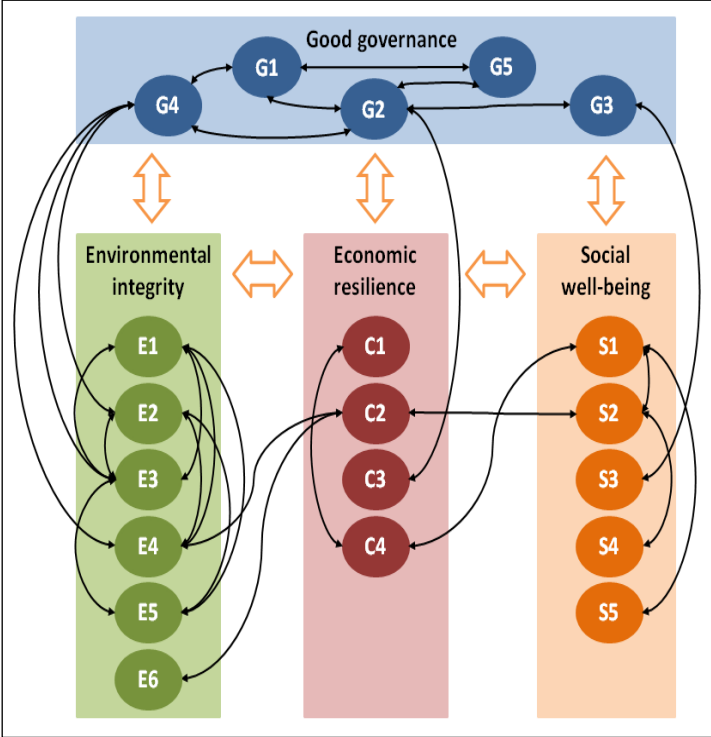 Good governance
G1
G5
G4
G2
G3
Environmental
integrity
Economic
resilience
Social
well-being
E1
C1
S1
E2
C2
S2
E3
C3
S3
E4
C4
S4
E5
S5
E6